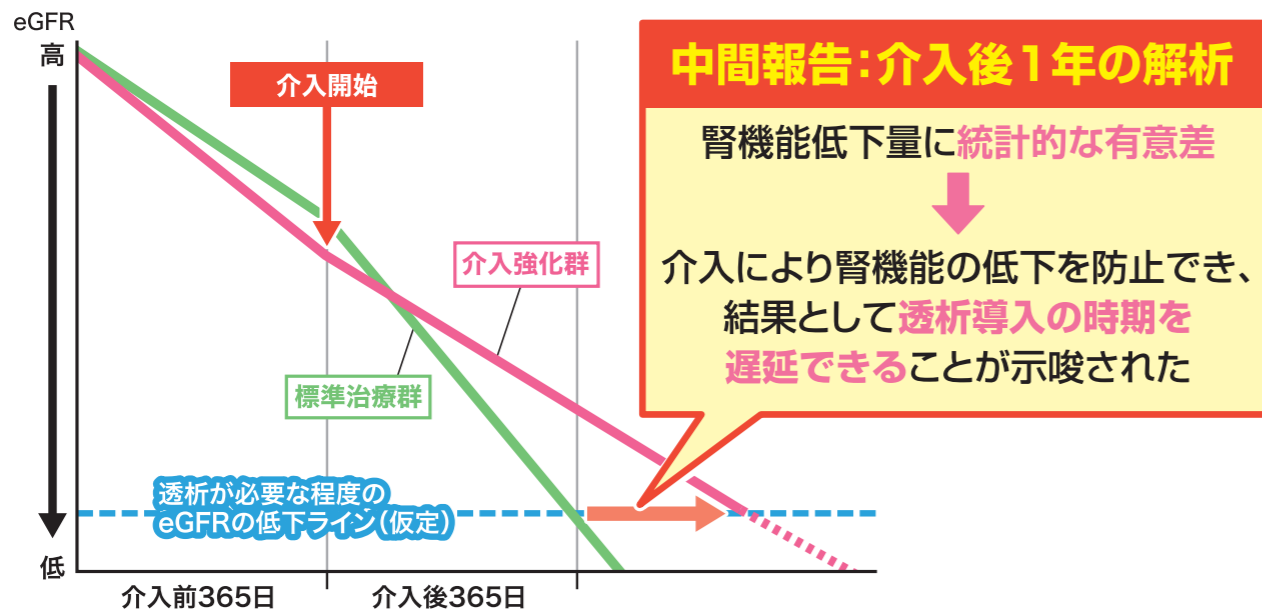 eGFR
高
低
介入開始
介入強化群
標準治療群
透析が必要な程度の
eGFRの低下ライン(仮定)
介入前365日
介入後365日
中間報告:介入後1年の解析
腎機能低下量に統計的な有意差
介入により腎機能の低下を防止でき、
結果として透析導入の時期を
遅延できることが示唆された